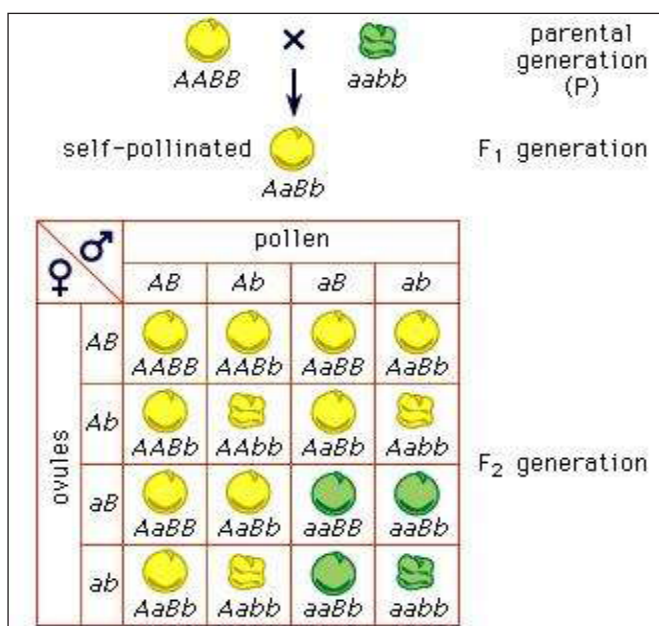 AABB × aabb
parental
generation
(P)
self-pollinated
AaBb
F₁ generation
♀ ♂
pollen
AB Ab aB ab
ovules
AB
AABB AABb AaBB AaBb
Ab
AABb AAbb AaBb Aabb
F₂ generation
aB
AaBB AaBb aaBB aaBb
ab
AaBb Aabb aaBb aabb